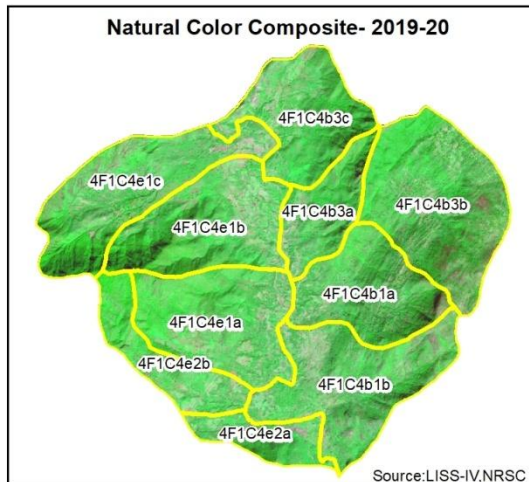 Natural Color Composite- 2019-20
4F1C4b3c
4F1C4e1c
4F1C4b3a
4F1C4b3b
4F1C4e1b
4F1C4b1a
4F1C4e1a
4F1C4e2b
4F1C4b1b
4F1C4e2a
Source:LISS-IV,NRSC